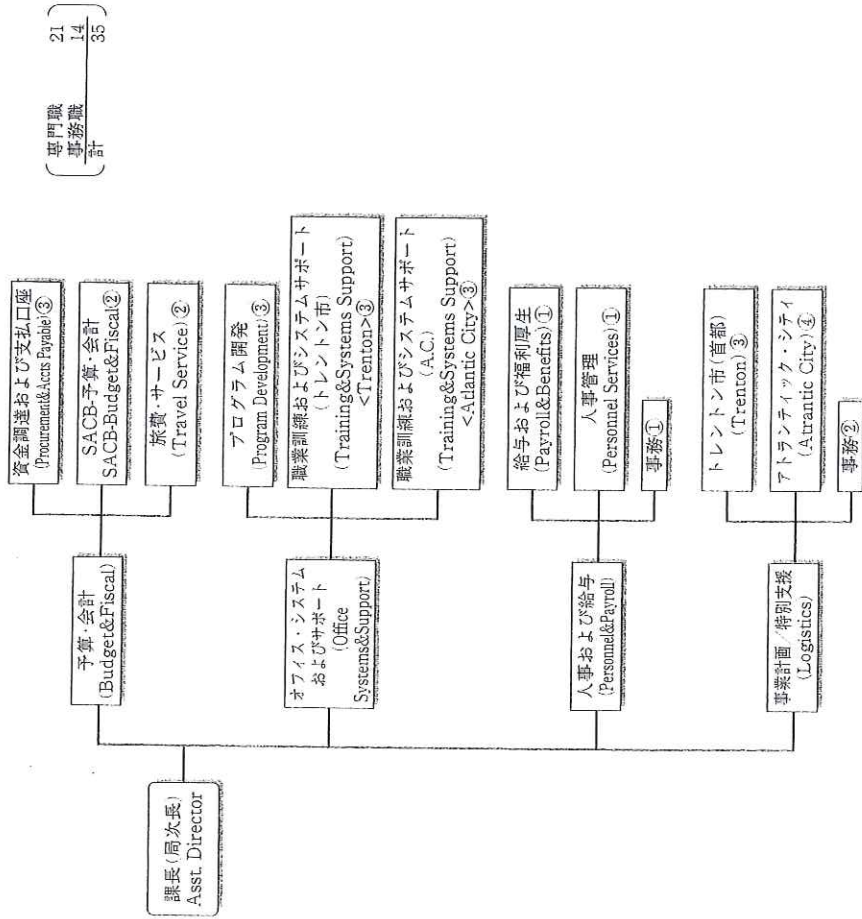 専門職 21
事務職 14
計 35
課長(局次長)
Asst. Director
予算・会計
(Budget&Fiscal)
資金調達および支払口座
(Procurement&Accts Payable)③
SACB-予算・会計
SACB-Budget&Fiscal②
旅費・サービス
(Travel Service)②
オフィス・システム
およびサポート
(Office
Systems&Support)
プログラム開発
(Program Development)③
職業訓練およびシステムサポート
(トレントン市)
(Training&Systems Support)
<Trenton>③
職業訓練およびシステムサポート
(A.C.)
(Training&Systems Support)
<Atlantic City>③
人事および給与
(Personnel&Payroll)
給与および福利厚生
(Payroll&Benefits)①
人事管理
(Personnel Services)①
事務①
事業計画/特別支援
(Logistics)
トレントン市(首都)
(Trenton)③
アトランティック・シティ
(Atrantic City)④
事務②